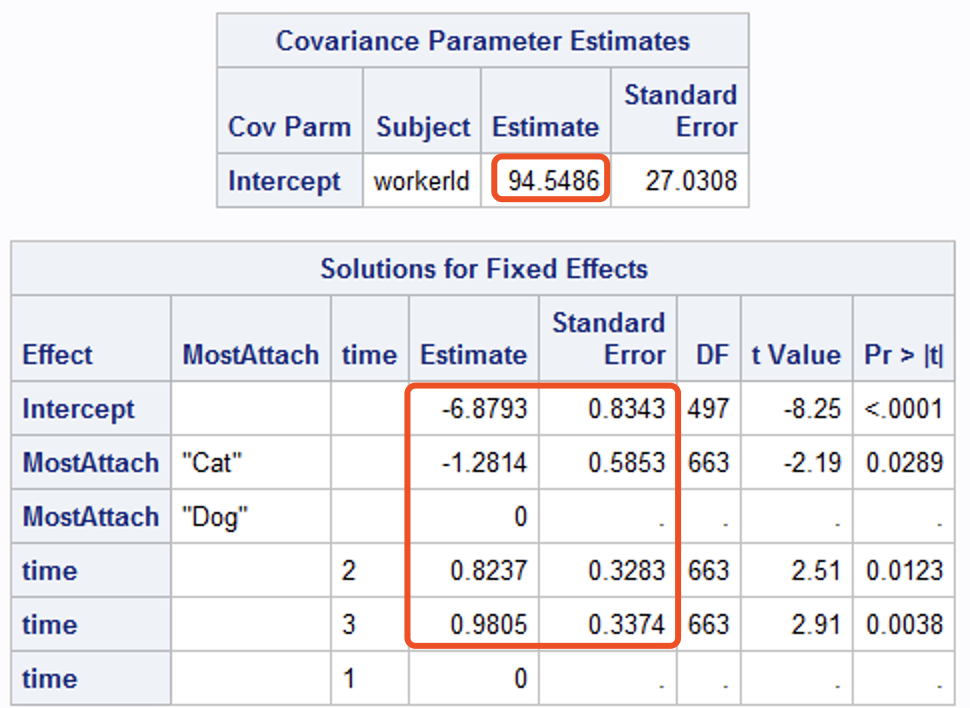 Covariance Parameter Estimates
Cov Parm Subject Estimate Standard Error
Intercept workerId 94.5486 27.0308
Solutions for Fixed Effects
Effect MostAttach time Estimate Standard Error DF t Value Pr > |t|
Intercept -6.8793 0.8343 497 -8.25 <.0001
MostAttach "Cat" -1.2814 0.5853 663 -2.19 0.0289
MostAttach "Dog" 0 . . . .
time 2 0.8237 0.3283 663 2.51 0.0123
time 3 0.9805 0.3374 663 2.91 0.0038
time 1 0 . . . .